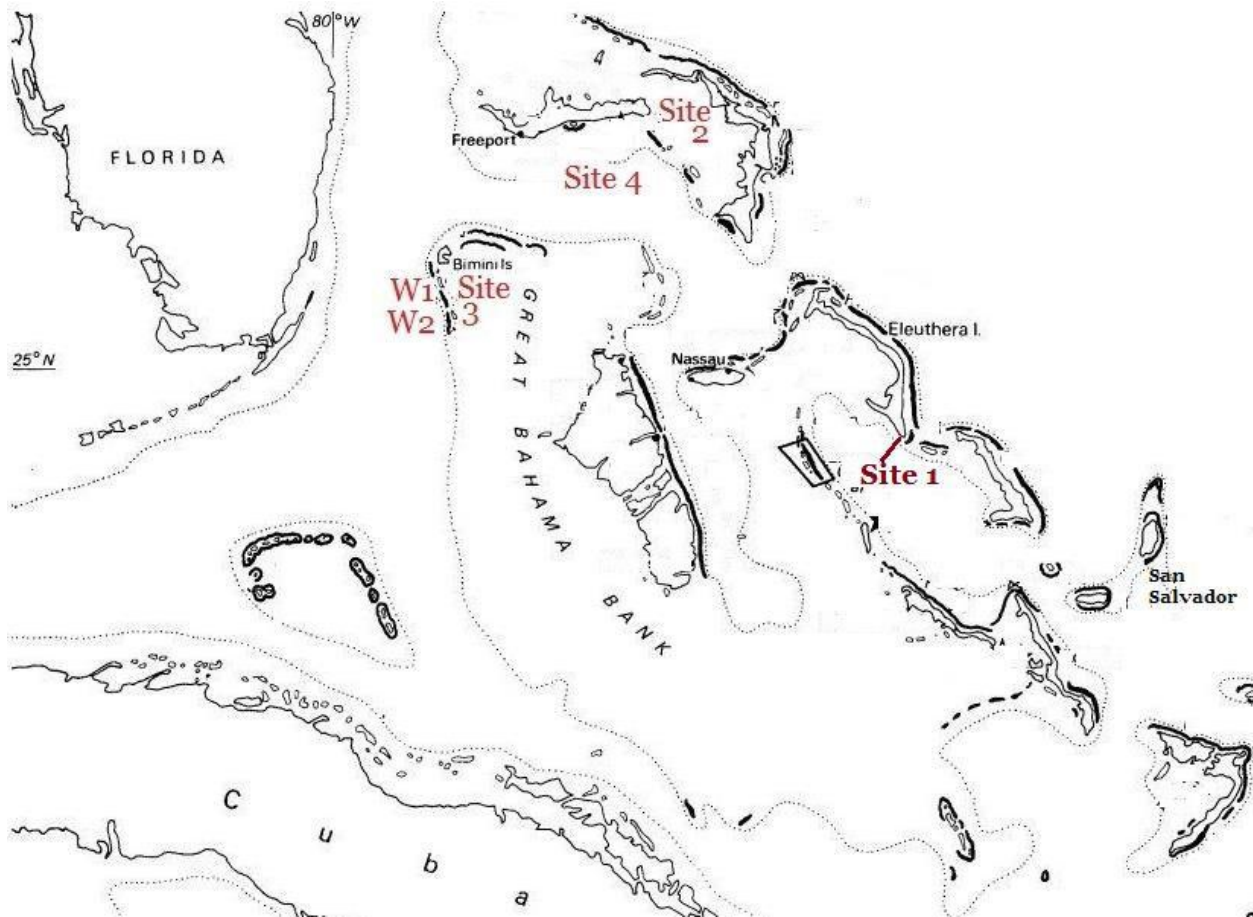 80°W
FLORIDA
Freeport
Site
2
Site 4
Bimini Is
W1
Site
W2
3
GREAT BAHAMA BANK
25°N
Eleuthera I.
Nassau
Site 1
San
Salvador
Cuba